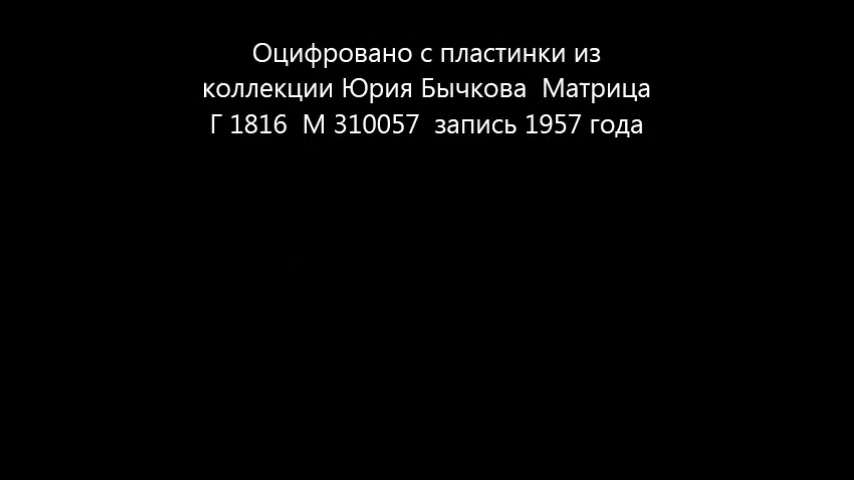 Оцифровано с пластинки из
коллекции Юрия Бычкова  Матрица
Г 1816  М 310057  запись 1957 года